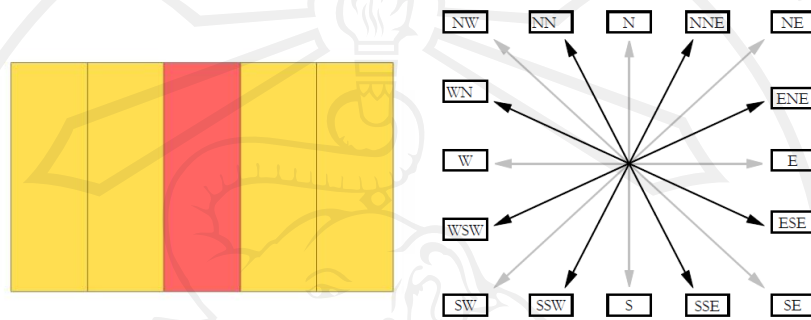 NW NN N NNE NE
WN ENE
W E
WSW ESE
SW SSW S SSE SE